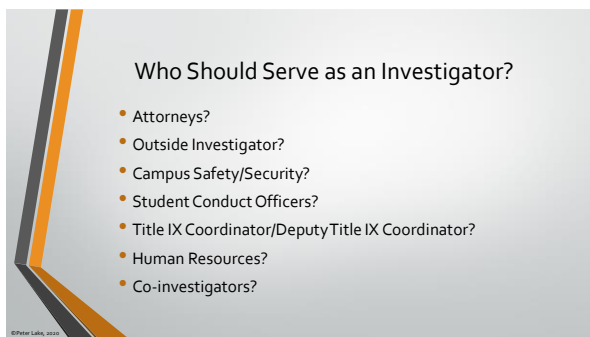 Who Should Serve as an Investigator?
• Attorneys?
• Outside Investigator?
• Campus Safety/Security?
• Student Conduct Officers?
• Title IX Coordinator/Deputy Title IX Coordinator?
• Human Resources?
• Co-investigators?
©Peter Lake, 2020